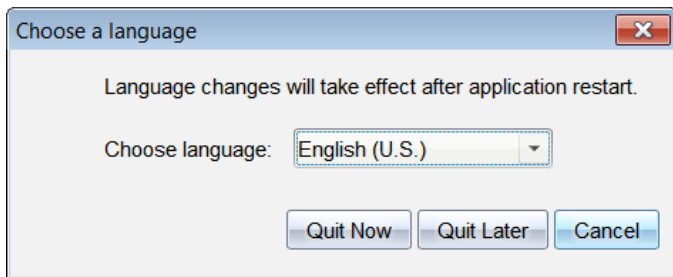 Choose a language
Language changes will take effect after application restart.
Choose language: English (U.S.)
Quit Now Quit Later Cancel